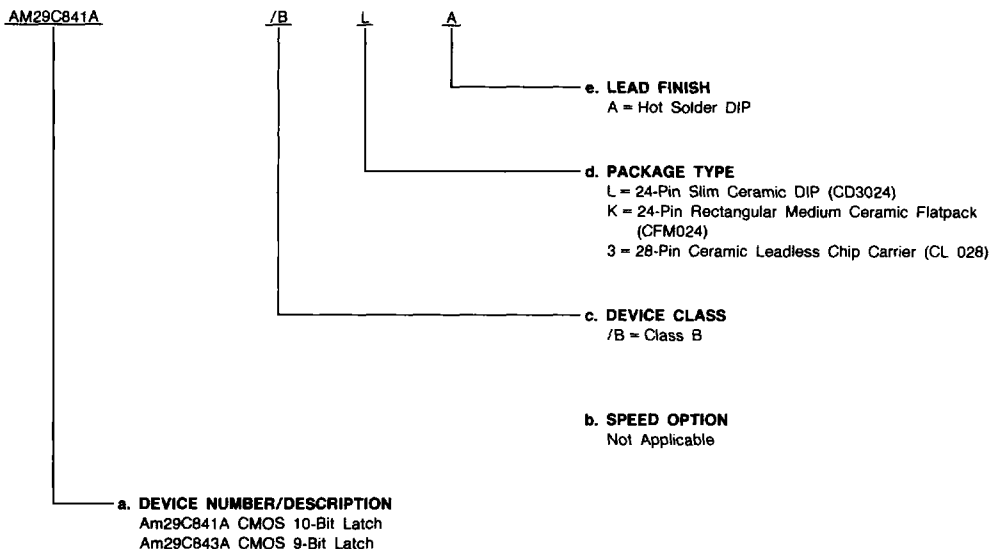 AM29C841A /B L A
e. LEAD FINISH
A = Hot Solder DIP
d. PACKAGE TYPE
L = 24-Pin Slim Ceramic DIP (CD3024)
K = 24-Pin Rectangular Medium Ceramic Flatpack
(CFM024)
3 = 28-Pin Ceramic Leadless Chip Carrier (CL 028)
c. DEVICE CLASS
/B = Class B
b. SPEED OPTION
Not Applicable
a. DEVICE NUMBER/DESCRIPTION
Am29C841A CMOS 10-Bit Latch
Am29C843A CMOS 9-Bit Latch